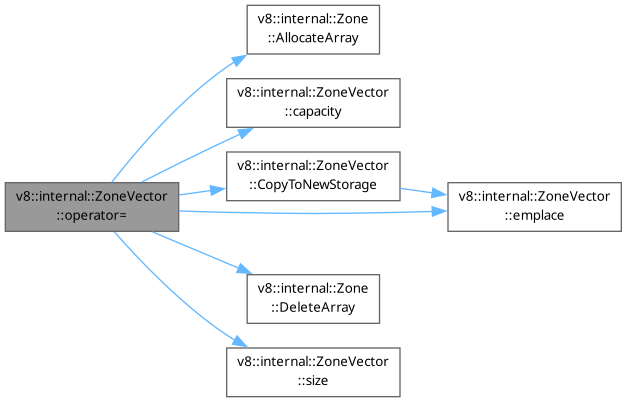 v8::internal::Zone
::AllocateArray
v8::internal::ZoneVector
::capacity
v8::internal::ZoneVector
::CopyToNewStorage
v8::internal::ZoneVector
::operator=
v8::internal::ZoneVector
::emplace
v8::internal::Zone
::DeleteArray
v8::internal::ZoneVector
::size